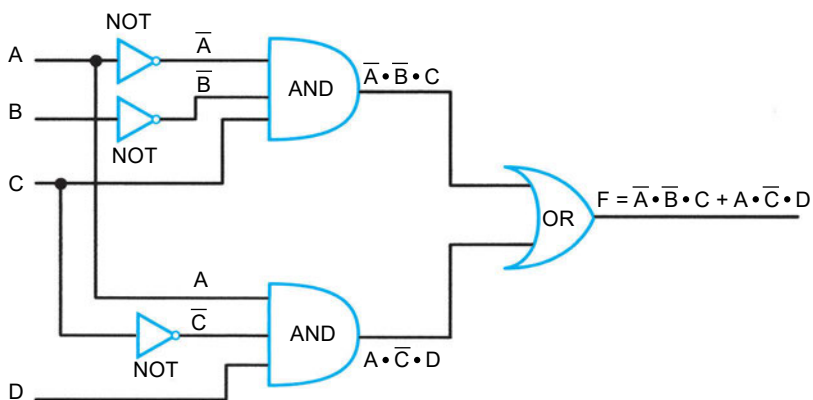 NOT
A
A̅
B̅
AND
A̅•B̅•C
B
NOT
C
OR
F = A̅•B̅•C + A•C̅•D
A
C̅
AND
NOT
A•C̅•D
D